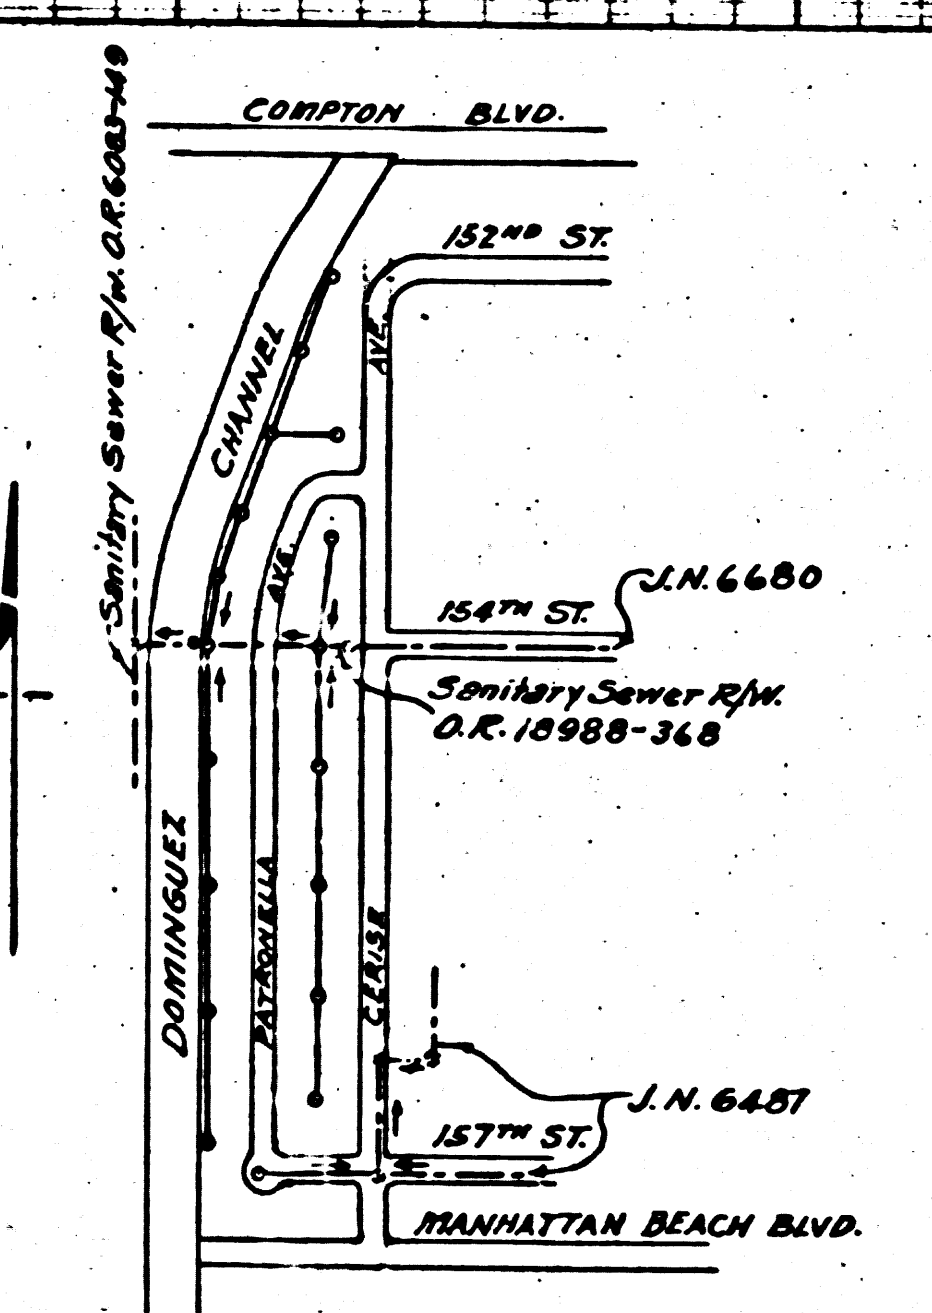 COMPTON BLVD.
Sanitary Sewer R/W. O.R. 6083-149
152ND ST.
AVE.
CHANNEL
AVE.
J.N. 6680
154TH ST.
Sanitary Sewer R/W.
O.R. 18988-368
DOMINGUEZ
PATRONELLA
CERISE
J.N. 6487
157TH ST.
MANHATTAN BEACH BLVD.